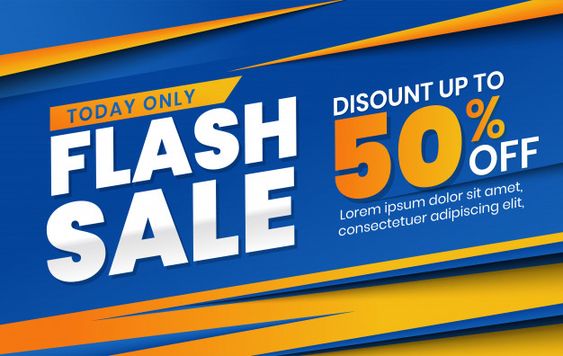 TODAY ONLY
FLASH
SALE
DISOUNT UP TO
50%
OFF
Lorem ipsum dolor sit amet,
consectetuer adipiscing elit,